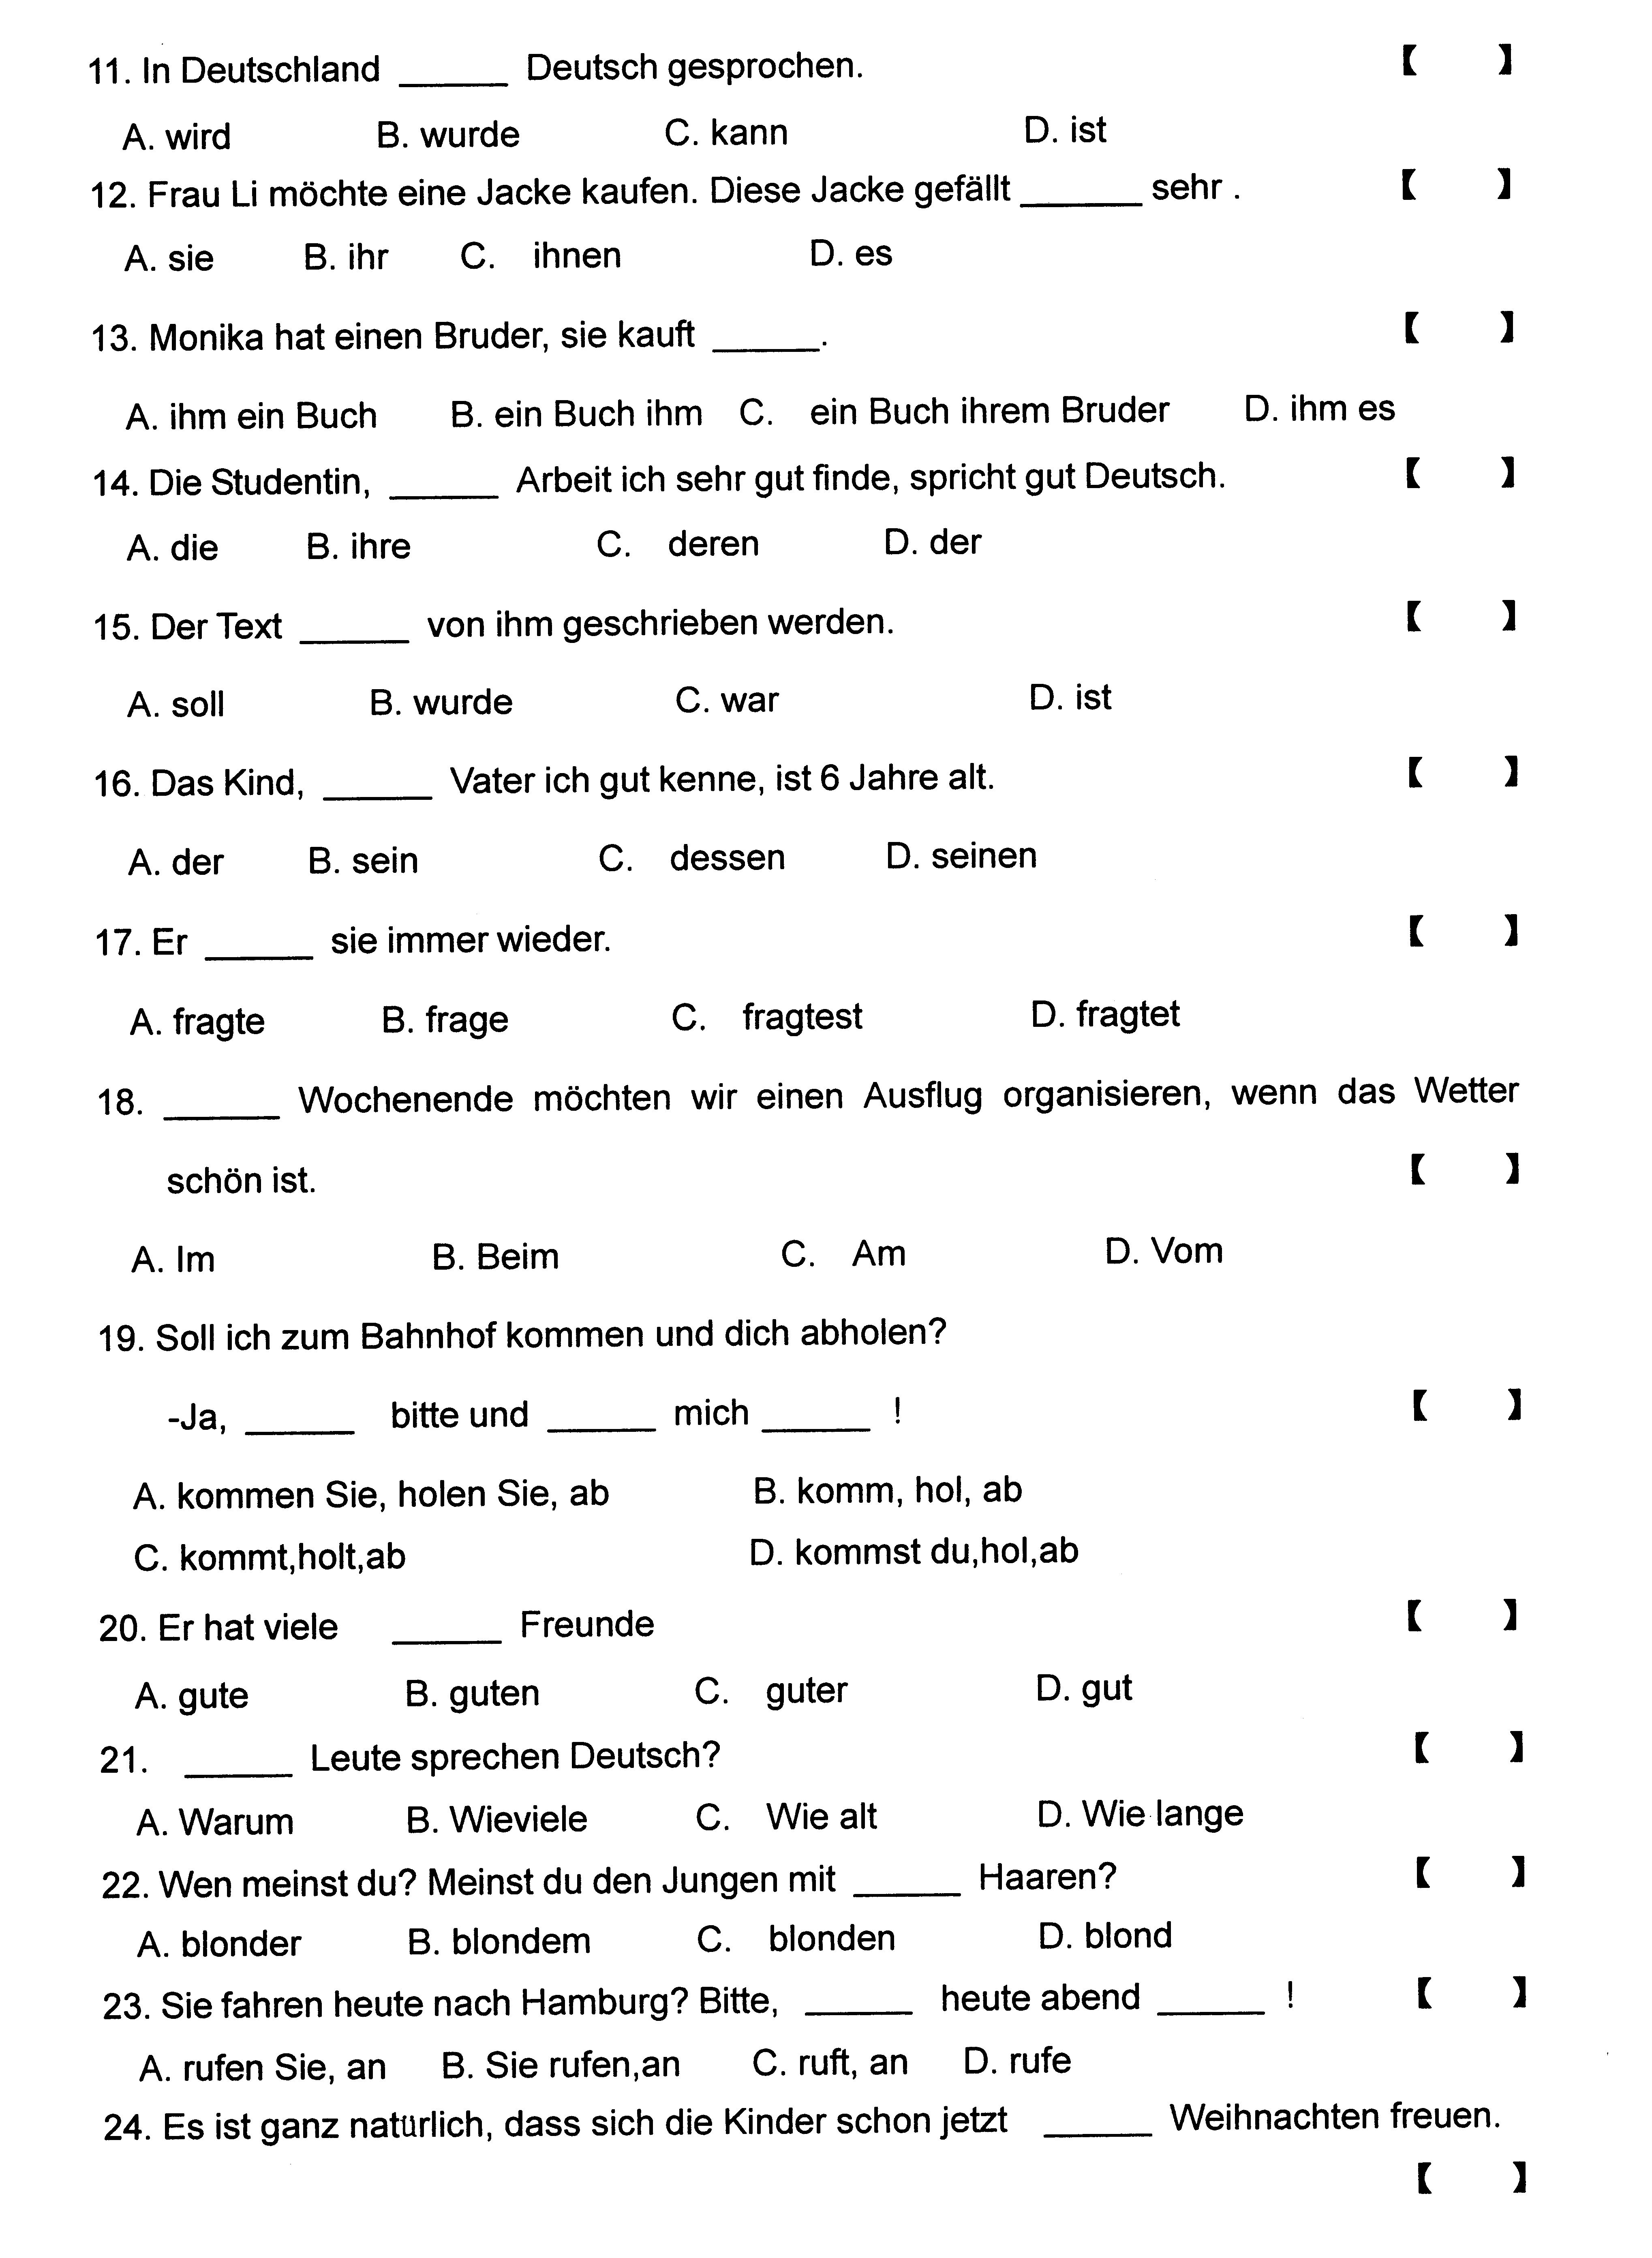 11. In Deutschland ______ Deutsch gesprochen. 【 】
A. wird B. wurde C. kann D. ist
12. Frau Li möchte eine Jacke kaufen. Diese Jacke gefällt ______ sehr . 【 】
A. sie B. ihr C. ihnen D. es
13. Monika hat einen Bruder, sie kauft ______. 【 】
A. ihm ein Buch B. ein Buch ihm C. ein Buch ihrem Bruder D. ihm es
14. Die Studentin, ______ Arbeit ich sehr gut finde, spricht gut Deutsch. 【 】
A. die B. ihre C. deren D. der
15. Der Text ______ von ihm geschrieben werden. 【 】
A. soll B. wurde C. war D. ist
16. Das Kind, ______ Vater ich gut kenne, ist 6 Jahre alt. 【 】
A. der B. sein C. dessen D. seinen
17. Er ______ sie immer wieder. 【 】
A. fragte B. frage C. fragtest D. fragtet
18. ______ Wochenende möchten wir einen Ausflug organisieren, wenn das Wetter
schön ist. 【 】
A. Im B. Beim C. Am D. Vom
19. Soll ich zum Bahnhof kommen und dich abholen?
-Ja, ______ bitte und ______ mich ______ ! 【 】
A. kommen Sie, holen Sie, ab B. komm, hol, ab
C. kommt,holt,ab D. kommst du,hol,ab
20. Er hat viele ______ Freunde 【 】
A. gute B. guten C. guter D. gut
21. ______ Leute sprechen Deutsch? 【 】
A. Warum B. Wieviele C. Wie alt D. Wie lange
22. Wen meinst du? Meinst du den Jungen mit ______ Haaren? 【 】
A. blonder B. blondem C. blonden D. blond
23. Sie fahren heute nach Hamburg? Bitte, ______ heute abend ______ ! 【 】
A. rufen Sie, an B. Sie rufen,an C. ruft, an D. rufe
24. Es ist ganz natürlich, dass sich die Kinder schon jetzt ______ Weihnachten freuen.
【 】